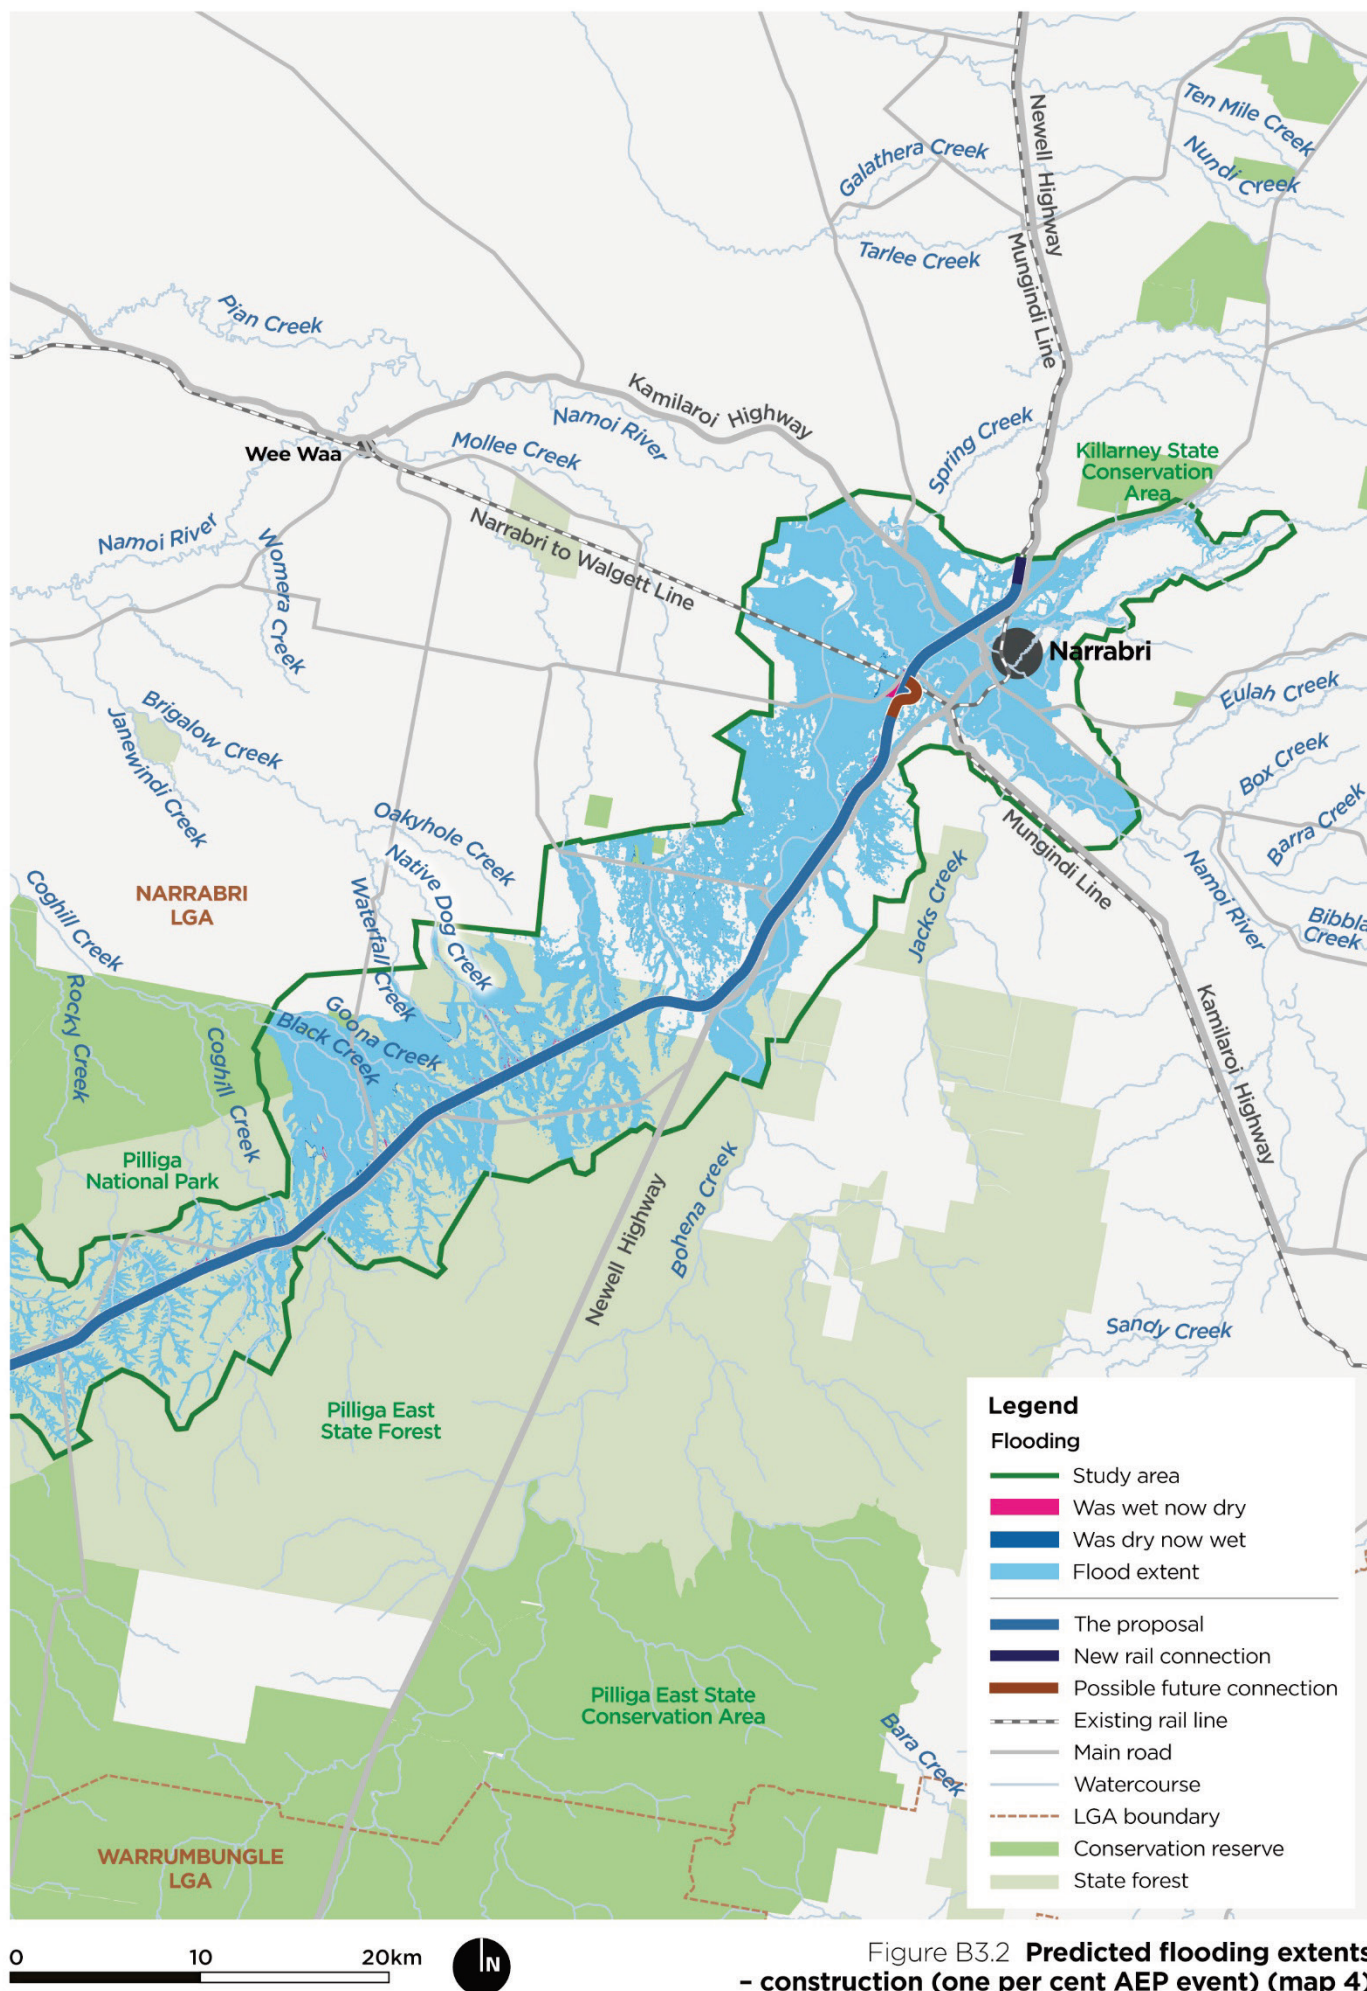 Ten Mile Creek
Newell Highway
Nundi Creek
Galathera Creek
Tarlee Creek
Mungindi Line
Pian Creek
Kamilaroi Highway
Namoi River
Mollee Creek
Spring Creek
Wee Waa
Killarney State
Conservation
Area
Narrabri to Walgett Line
Namoi River
Womera Creek
Narrabri
Eulah Creek
Brigalow Creek
Janewindi Creek
Box Creek
Barra Creek
Oakyhole Creek
Mungindi Line
Native Dog Creek
Namoi River
Coghill Creek
NARRABRI
LGA
Waterfall Creek
Jacks Creek
Bibbla
Creek
Rocky Creek
Goona Creek
Black Creek
Coghill Creek
Kamilaroi Highway
Pilliga
National Park
Newell Highway
Bohena Creek
Sandy Creek
Pilliga East
State Forest
Pilliga East State
Conservation Area
Bara Creek
WARRUMBUNGLE
LGA
Legend
Flooding
Study area
Was wet now dry
Was dry now wet
Flood extent
The proposal
New rail connection
Possible future connection
Existing rail line
Main road
Watercourse
LGA boundary
Conservation reserve
State forest
0 10 20km
N
Figure B3.2 Predicted flooding extents
– construction (one per cent AEP event) (map 4)